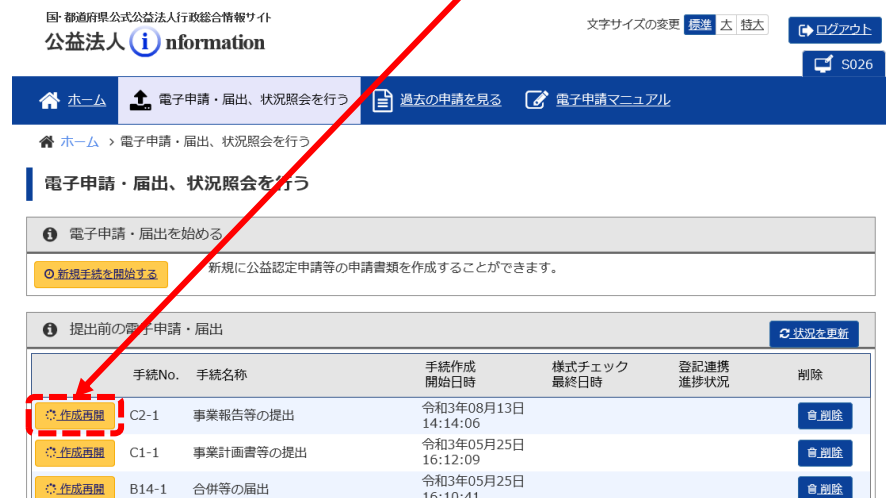 国・都道府県公式公益法人行政総合情報サイト
公益法人 i nformation
文字サイズの変更 標準 大 特大
ログアウト
S026
ホーム 電子申請・届出、状況照会を行う 過去の申請を見る 電子申請マニュアル
ホーム > 電子申請・届出、状況照会を行う
電子申請・届出、状況照会を行う
電子申請・届出を始める
新規手続を開始する 新規に公益認定申請等の申請書類を作成することができます。
提出前の電子申請・届出
状況を更新
手続No. 手続名称 手続作成 開始日時 様式チェック 最終日時 登記連携 進捗状況 削除
作成再開 C2-1 事業報告等の提出 令和3年08月13日 14:14:06 削除
作成再開 C1-1 事業計画書等の提出 令和3年05月25日 16:12:09 削除
作成再開 B14-1 合併等の届出 令和3年05月25日 16:10:41 削除